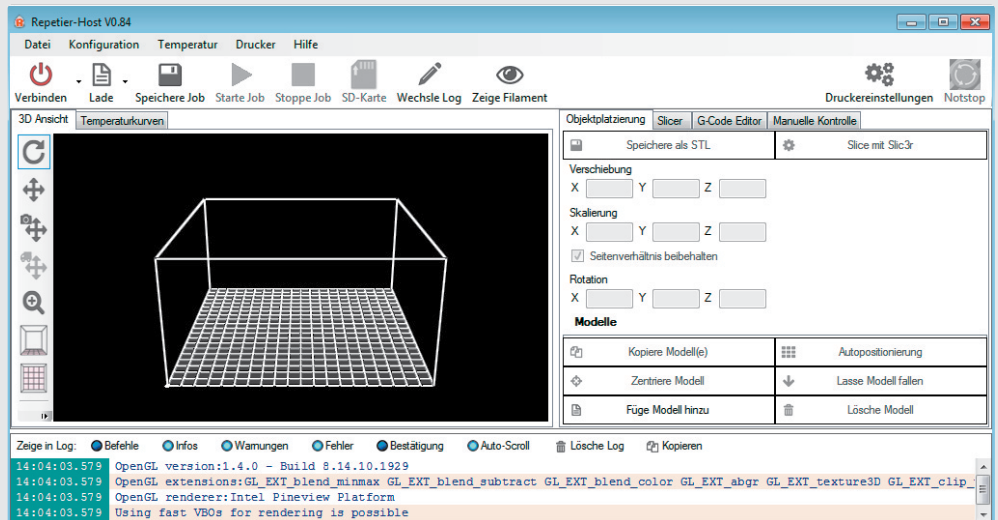 Repetier-Host V0.84
Datei Konfiguration Temperatur Drucker Hilfe
Verbinden Lade Speichere Job Starte Job Stoppe Job SD-Karte Wechsle Log Zeige Filament Druckereinstellungen Notstop
3D Ansicht Temperaturkurven
Objektplatzierung Slicer G-Code Editor Manuelle Kontrolle
Speichere als STL Slice mit Slic3r
Verschiebung
X Y Z
Skalierung
X Y Z
Seitenverhältnis beibehalten
Rotation
X Y Z
Modelle
Kopiere Modell(e) Autopositionierung
Zentriere Modell Lasse Modell fallen
Füge Modell hinzu Lösche Modell
Zeige in Log: Befehle Infos Warnungen Fehler Bestätigung Auto-Scroll Lösche Log Kopieren
14:04:03.579 OpenGL version:1.4.0 - Build 8.14.10.1929
14:04:03.579 OpenGL extensions:GL_EXT_blend_minmax GL_EXT_blend_subtract GL_EXT_blend_color GL_EXT_abgr GL_EXT_texture3D GL_EXT_clip_
14:04:03.579 OpenGL renderer:Intel Pineview Platform
14:04:03.579 Using fast VBOs for rendering is possible